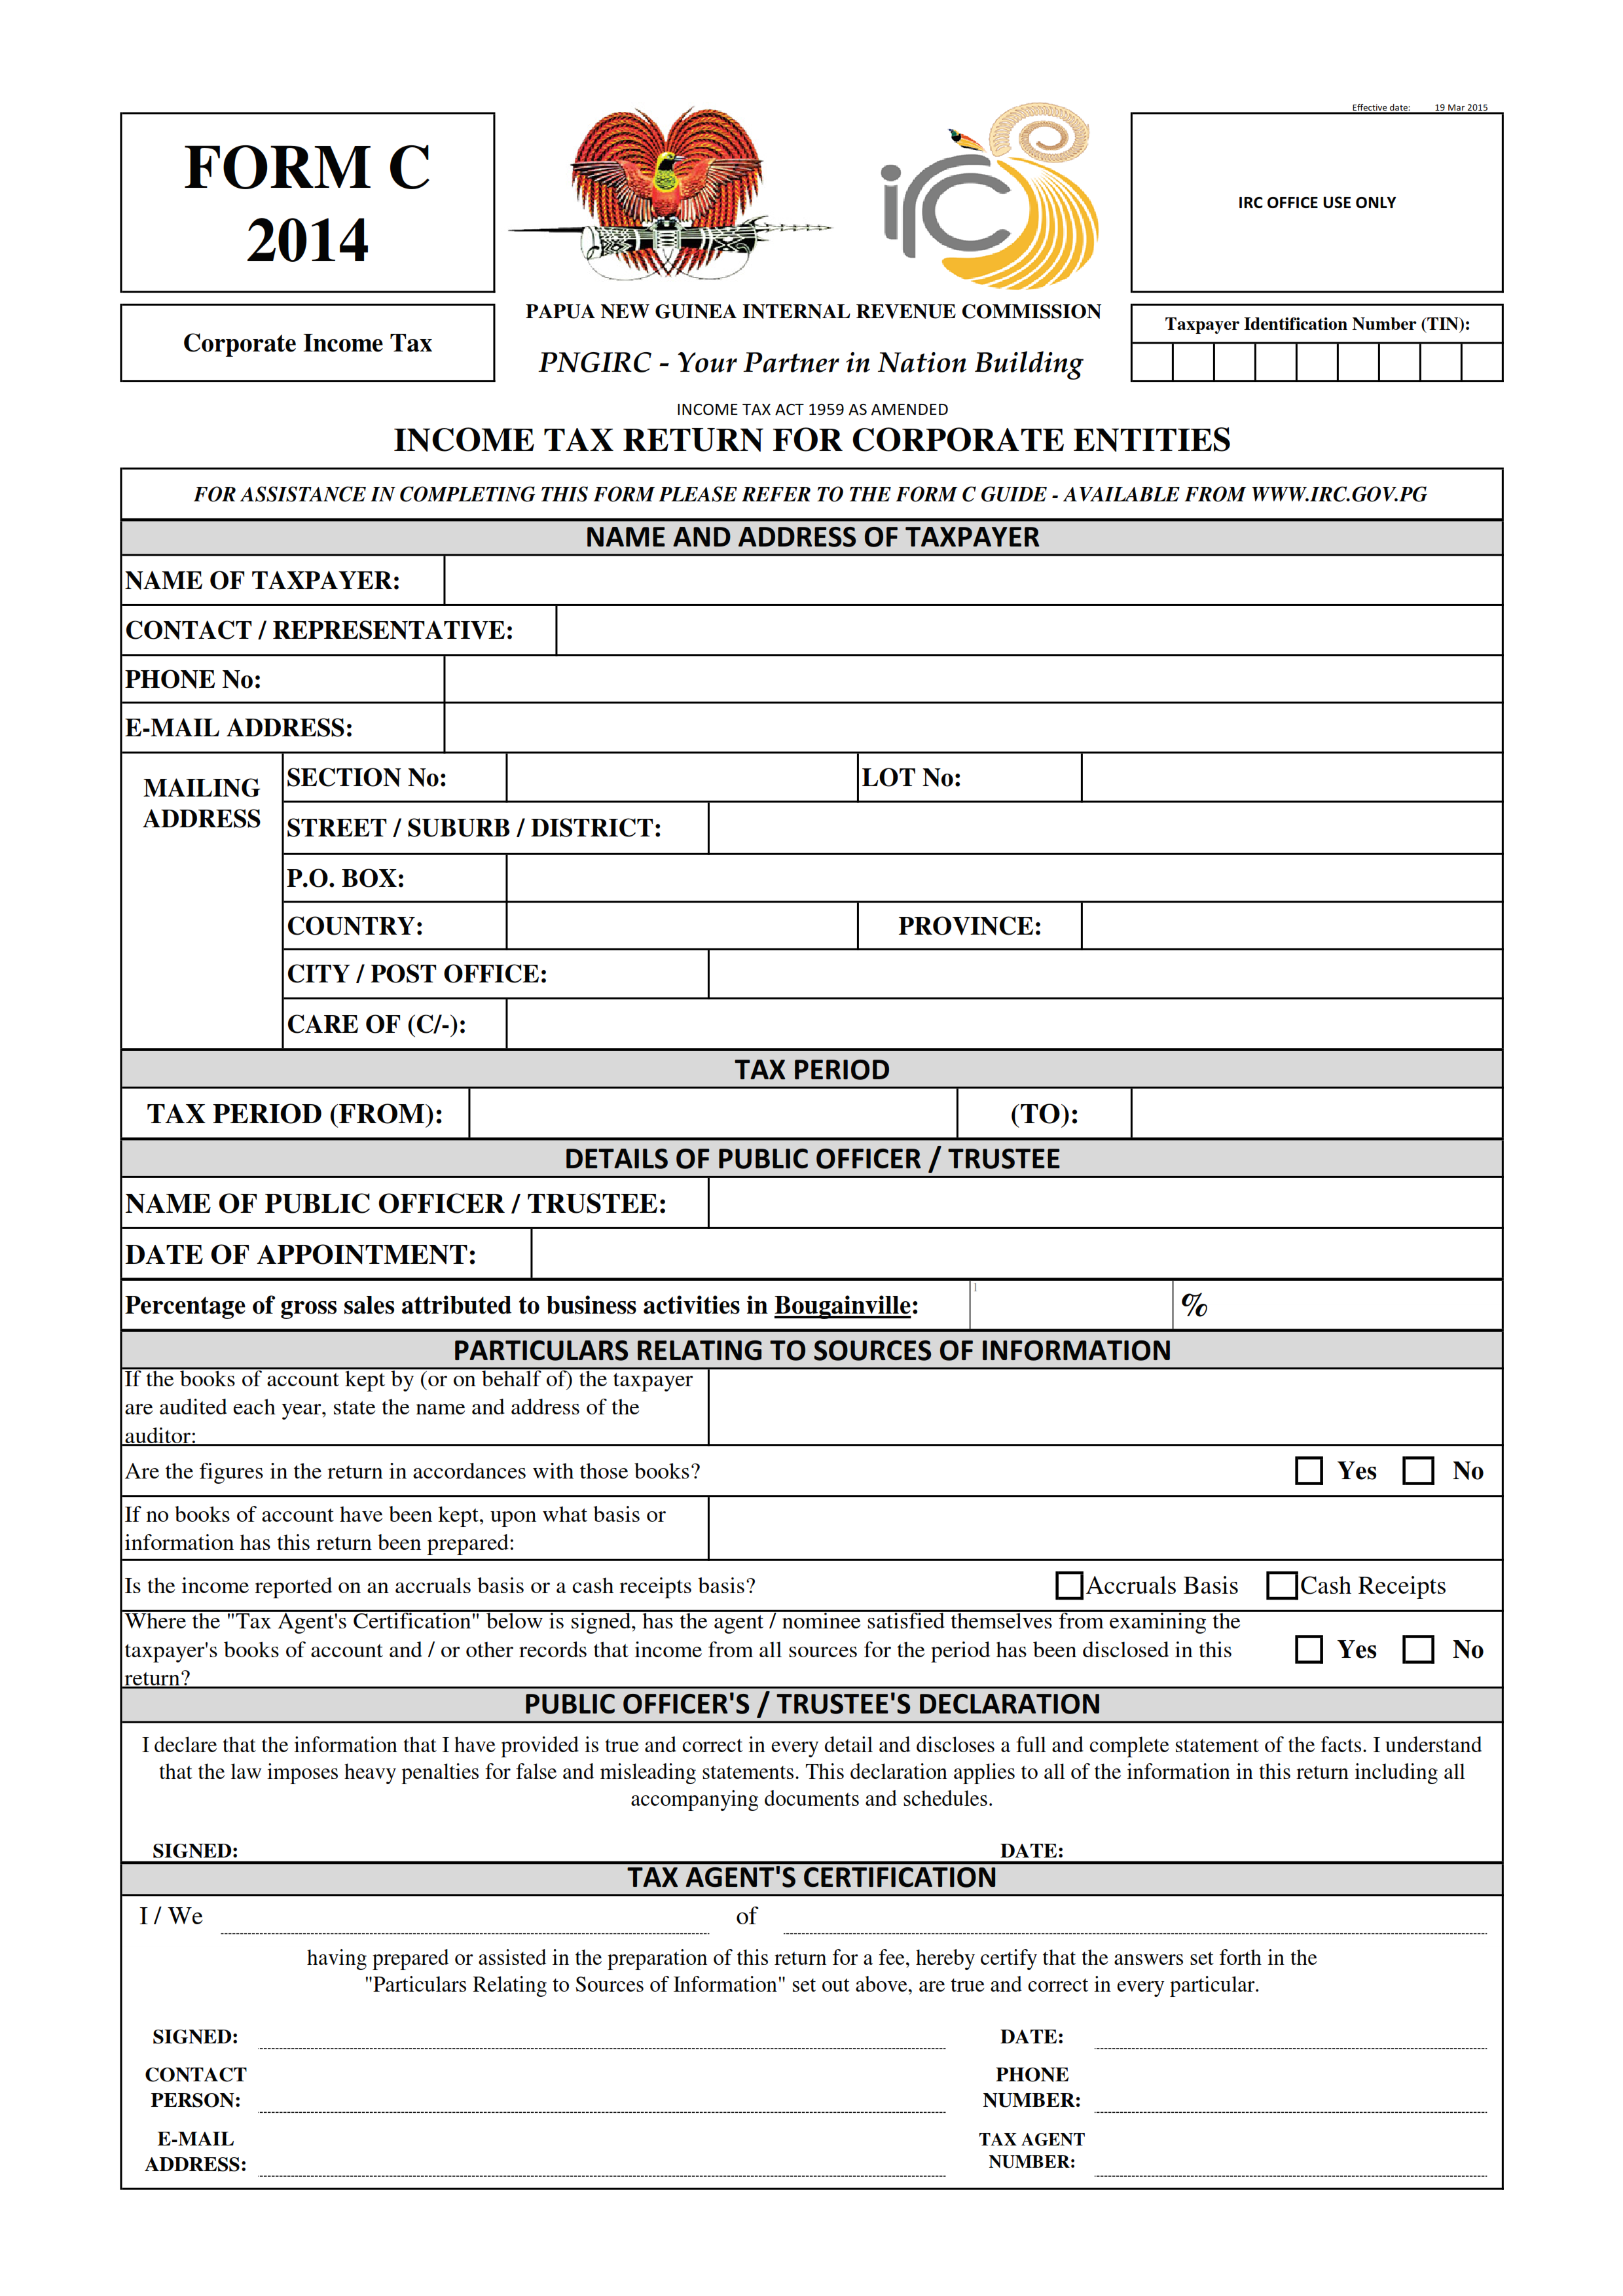 Effective date: 19 Mar 2015
FORM C
2014
irc
IRC OFFICE USE ONLY
Corporate Income Tax
PAPUA NEW GUINEA INTERNAL REVENUE COMMISSION
PNGIRC - Your Partner in Nation Building
Taxpayer Identification Number (TIN):
INCOME TAX ACT 1959 AS AMENDED
INCOME TAX RETURN FOR CORPORATE ENTITIES
FOR ASSISTANCE IN COMPLETING THIS FORM PLEASE REFER TO THE FORM C GUIDE - AVAILABLE FROM WWW.IRC.GOV.PG
NAME AND ADDRESS OF TAXPAYER
NAME OF TAXPAYER:
CONTACT / REPRESENTATIVE:
PHONE No:
E-MAIL ADDRESS:
MAILING
ADDRESS
SECTION No: LOT No:
STREET / SUBURB / DISTRICT:
P.O. BOX:
COUNTRY: PROVINCE:
CITY / POST OFFICE:
CARE OF (C/-):
TAX PERIOD
TAX PERIOD (FROM): (TO):
DETAILS OF PUBLIC OFFICER / TRUSTEE
NAME OF PUBLIC OFFICER / TRUSTEE:
DATE OF APPOINTMENT:
Percentage of gross sales attributed to business activities in Bougainville: %
PARTICULARS RELATING TO SOURCES OF INFORMATION
If the books of account kept by (or on behalf of) the taxpayer
are audited each year, state the name and address of the
auditor:
Are the figures in the return in accordances with those books? Yes No
If no books of account have been kept, upon what basis or
information has this return been prepared:
Is the income reported on an accruals basis or a cash receipts basis? Accruals Basis Cash Receipts
Where the "Tax Agent's Certification" below is signed, has the agent / nominee satisfied themselves from examining the
taxpayer's books of account and / or other records that income from all sources for the period has been disclosed in this
return?
Yes No
PUBLIC OFFICER'S / TRUSTEE'S DECLARATION
I declare that the information that I have provided is true and correct in every detail and discloses a full and complete statement of the facts. I understand
that the law imposes heavy penalties for false and misleading statements. This declaration applies to all of the information in this return including all
accompanying documents and schedules.
SIGNED: DATE:
TAX AGENT'S CERTIFICATION
I / We of
having prepared or assisted in the preparation of this return for a fee, hereby certify that the answers set forth in the
"Particulars Relating to Sources of Information" set out above, are true and correct in every particular.
SIGNED: DATE:
CONTACT
PERSON:
PHONE
NUMBER:
E-MAIL
ADDRESS:
TAX AGENT
NUMBER: